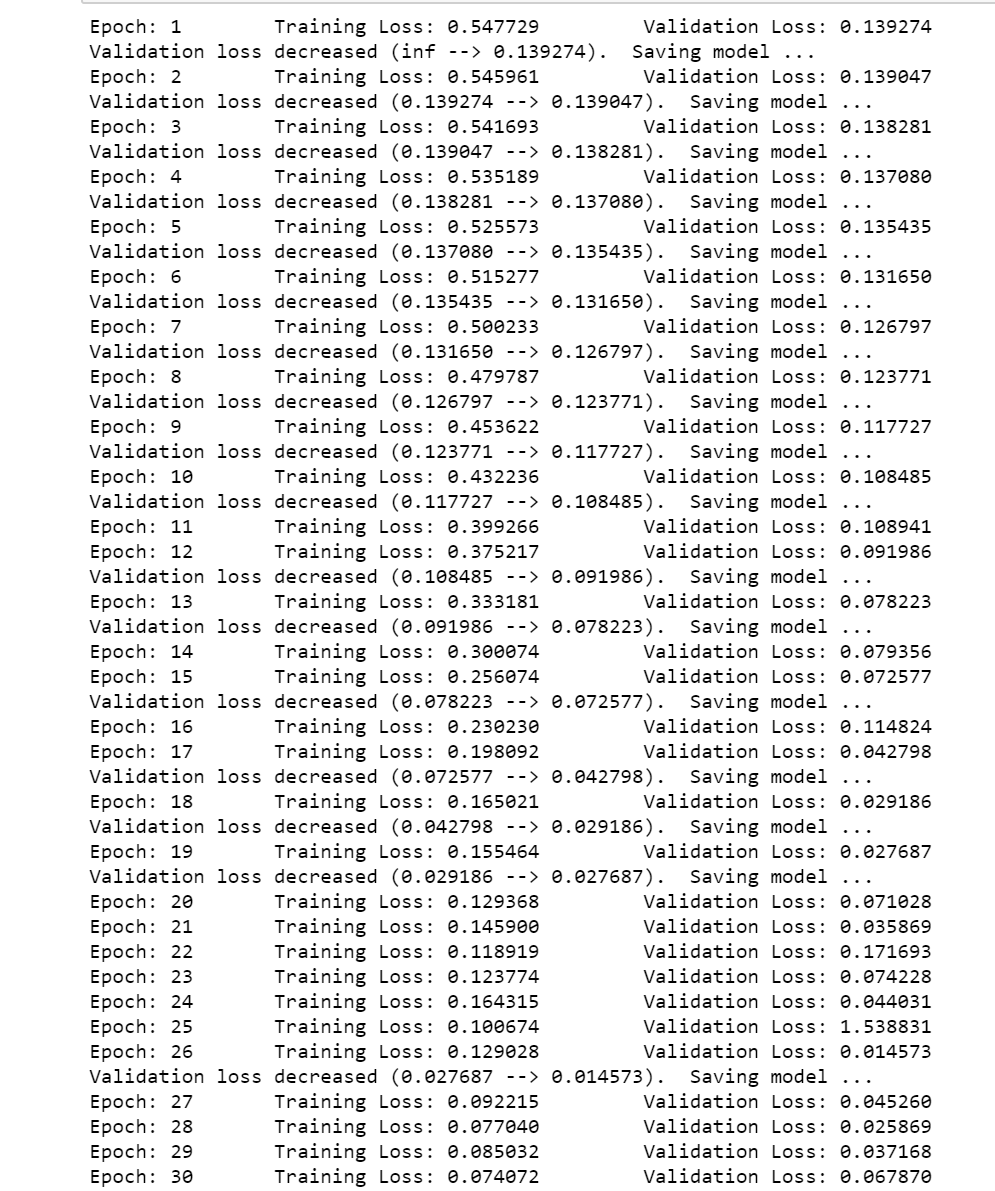 Epoch: 1 Training Loss: 0.547729 Validation Loss: 0.139274
Validation loss decreased (inf --> 0.139274). Saving model ...
Epoch: 2 Training Loss: 0.545961 Validation Loss: 0.139047
Validation loss decreased (0.139274 --> 0.139047). Saving model ...
Epoch: 3 Training Loss: 0.541693 Validation Loss: 0.138281
Validation loss decreased (0.139047 --> 0.138281). Saving model ...
Epoch: 4 Training Loss: 0.535189 Validation Loss: 0.137080
Validation loss decreased (0.138281 --> 0.137080). Saving model ...
Epoch: 5 Training Loss: 0.525573 Validation Loss: 0.135435
Validation loss decreased (0.137080 --> 0.135435). Saving model ...
Epoch: 6 Training Loss: 0.515277 Validation Loss: 0.131650
Validation loss decreased (0.135435 --> 0.131650). Saving model ...
Epoch: 7 Training Loss: 0.500233 Validation Loss: 0.126797
Validation loss decreased (0.131650 --> 0.126797). Saving model ...
Epoch: 8 Training Loss: 0.479787 Validation Loss: 0.123771
Validation loss decreased (0.126797 --> 0.123771). Saving model ...
Epoch: 9 Training Loss: 0.453622 Validation Loss: 0.117727
Validation loss decreased (0.123771 --> 0.117727). Saving model ...
Epoch: 10 Training Loss: 0.432236 Validation Loss: 0.108485
Validation loss decreased (0.117727 --> 0.108485). Saving model ...
Epoch: 11 Training Loss: 0.399266 Validation Loss: 0.108941
Epoch: 12 Training Loss: 0.375217 Validation Loss: 0.091986
Validation loss decreased (0.108485 --> 0.091986). Saving model ...
Epoch: 13 Training Loss: 0.333181 Validation Loss: 0.078223
Validation loss decreased (0.091986 --> 0.078223). Saving model ...
Epoch: 14 Training Loss: 0.300074 Validation Loss: 0.079356
Epoch: 15 Training Loss: 0.256074 Validation Loss: 0.072577
Validation loss decreased (0.078223 --> 0.072577). Saving model ...
Epoch: 16 Training Loss: 0.230230 Validation Loss: 0.114824
Epoch: 17 Training Loss: 0.198092 Validation Loss: 0.042798
Validation loss decreased (0.072577 --> 0.042798). Saving model ...
Epoch: 18 Training Loss: 0.165021 Validation Loss: 0.029186
Validation loss decreased (0.042798 --> 0.029186). Saving model ...
Epoch: 19 Training Loss: 0.155464 Validation Loss: 0.027687
Validation loss decreased (0.029186 --> 0.027687). Saving model ...
Epoch: 20 Training Loss: 0.129368 Validation Loss: 0.071028
Epoch: 21 Training Loss: 0.145900 Validation Loss: 0.035869
Epoch: 22 Training Loss: 0.118919 Validation Loss: 0.171693
Epoch: 23 Training Loss: 0.123774 Validation Loss: 0.074228
Epoch: 24 Training Loss: 0.164315 Validation Loss: 0.044031
Epoch: 25 Training Loss: 0.100674 Validation Loss: 1.538831
Epoch: 26 Training Loss: 0.129028 Validation Loss: 0.014573
Validation loss decreased (0.027687 --> 0.014573). Saving model ...
Epoch: 27 Training Loss: 0.092215 Validation Loss: 0.045260
Epoch: 28 Training Loss: 0.077040 Validation Loss: 0.025869
Epoch: 29 Training Loss: 0.085032 Validation Loss: 0.037168
Epoch: 30 Training Loss: 0.074072 Validation Loss: 0.067870